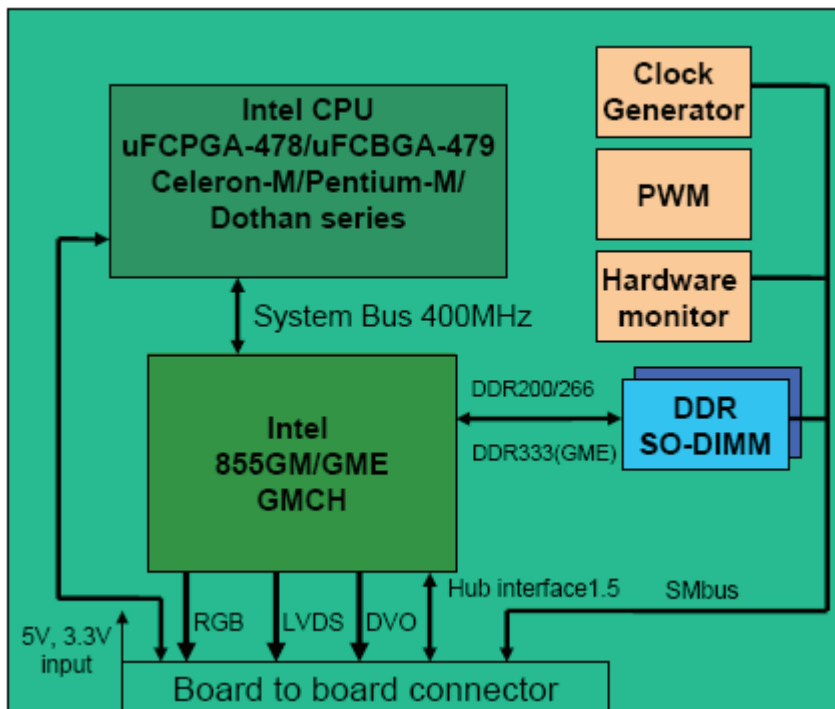 Intel CPU
uFCPGA-478/uFCBGA-479
Celeron-M/Pentium-M/
Dothan series
Clock
Generator
PWM
Hardware
monitor
System Bus 400MHz
Intel
855GM/GME
GMCH
DDR200/266
DDR333(GME)
DDR
SO-DIMM
5V, 3.3V
input
RGB
LVDS
DVO
Hub interface1.5
SMbus
Board to board connector